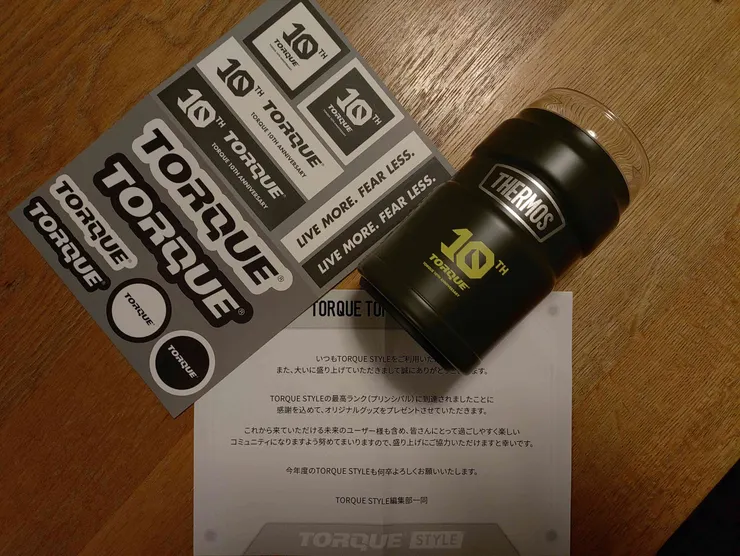 10TH
TORQUE
10TH
TORQUE
10TH TORQUE
TORQUE 10TH ANNIVERSARY
10TH TORQUE®
TORQUE 10TH ANNIVERSARY
LIVE MORE. FEAR LESS.
LIVE MORE. FEAR LESS.
TORQUE®
TORQUE®
TORQUE
TORQUE
TORQUE
TORQUE
THERMOS
10TH
TORQUE
TORQUE
いつもTORQUE STYLEをご利用いた
また、大いに盛り上げていただきまして誠にありがとう
TORQUE STYLEの最高ランク（プリンシパル）に到達されましたことに
感謝を込めて、オリジナルグッズをプレゼントさせていただきます。
これから来ていただける未来のユーザー様も含め、皆さんにとって過ごしやすく楽しい
コミュニティになりますよう努めてまいりますので、盛り上げにご協力いただけますと幸いです。
今年度のTORQUE STYLEも何卒よろしくお願いいたします。
TORQUE STYLE編集部一同
TORQUE STYLE